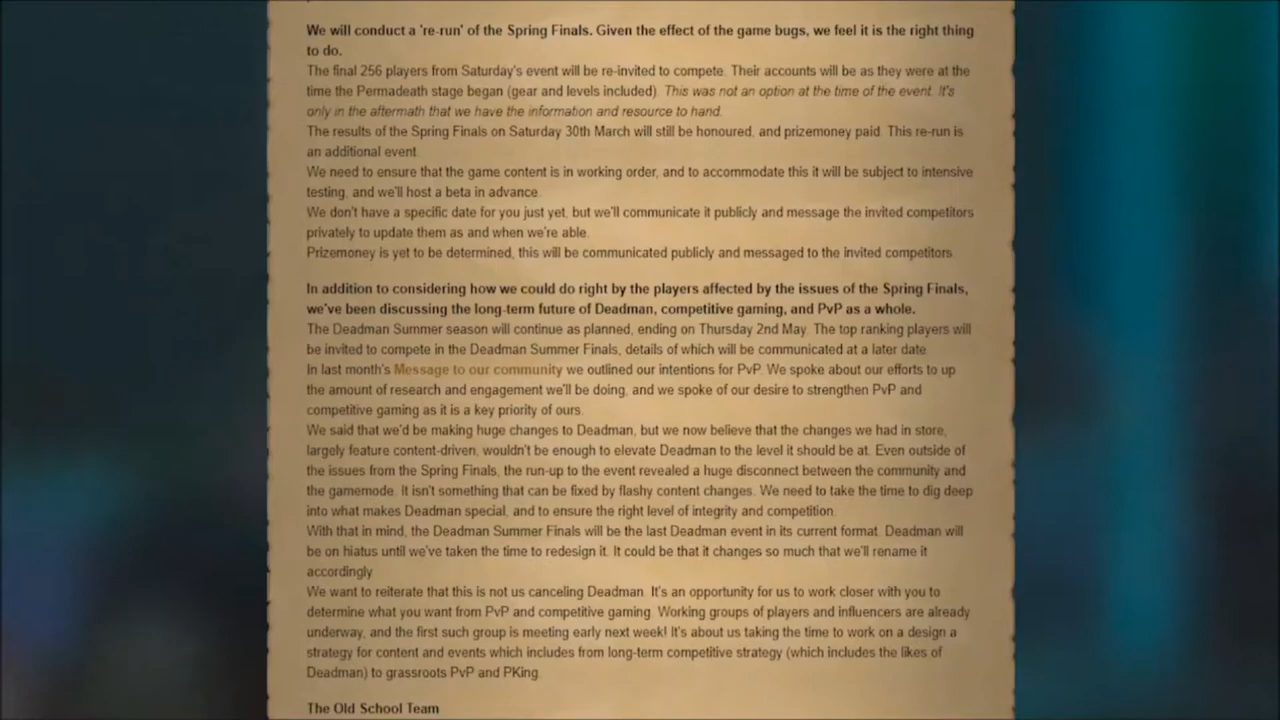 We will conduct a 're-run' of the Spring Finals. Given the effect of the game bugs, we feel it is the right thing
to do.
The final 256 players from Saturday's event will be re-invited to compete. Their accounts will be as they were at the
time the Permadeath stage began (gear and levels included). This was not an option at the time of the event. It's
only in the aftermath that we have the information and resource to hand.
The results of the Spring Finals on Saturday 30th March will still be honoured, and prizemoney paid. This re-run is
an additional event.
We need to ensure that the game content is in working order, and to accommodate this it will be subject to intensive
testing, and we'll host a beta in advance.
We don't have a specific date for you just yet, but we'll communicate it publicly and message the invited competitors
privately to update them as and when we're able.
Prizemoney is yet to be determined, this will be communicated publicly and messaged to the invited competitors.
In addition to considering how we could do right by the players affected by the issues of the Spring Finals,
we've been discussing the long-term future of Deadman, competitive gaming, and PvP as a whole.
The Deadman Summer season will continue as planned, ending on Thursday 2nd May. The top ranking players will
be invited to compete in the Deadman Summer Finals, details of which will be communicated at a later date.
In last month's Message to our community we outlined our intentions for PvP. We spoke about our efforts to up
the amount of research and engagement we'll be doing, and we spoke of our desire to strengthen PvP and
competitive gaming as it is a key priority of ours.
We said that we'd be making huge changes to Deadman, but we now believe that the changes we had in store,
largely feature content-driven, wouldn't be enough to elevate Deadman to the level it should be at. Even outside of
the issues from the Spring Finals, the run-up to the event revealed a huge disconnect between the community and
the gamemode. It isn't something that can be fixed by flashy content changes. We need to take the time to dig deep
into what makes Deadman special, and to ensure the right level of integrity and competition.
With that in mind, the Deadman Summer Finals will be the last Deadman event in its current format. Deadman will
be on hiatus until we've taken the time to redesign it. It could be that it changes so much that we'll rename it
accordingly.
We want to reiterate that this is not us canceling Deadman. It's an opportunity for us to work closer with you to
determine what you want from PvP and competitive gaming. Working groups of players and influencers are already
underway, and the first such group is meeting early next week! It's about us taking the time to work on a design a
strategy for content and events which includes from long-term competitive strategy (which includes the likes of
Deadman) to grassroots PvP and PKing.
The Old School Team